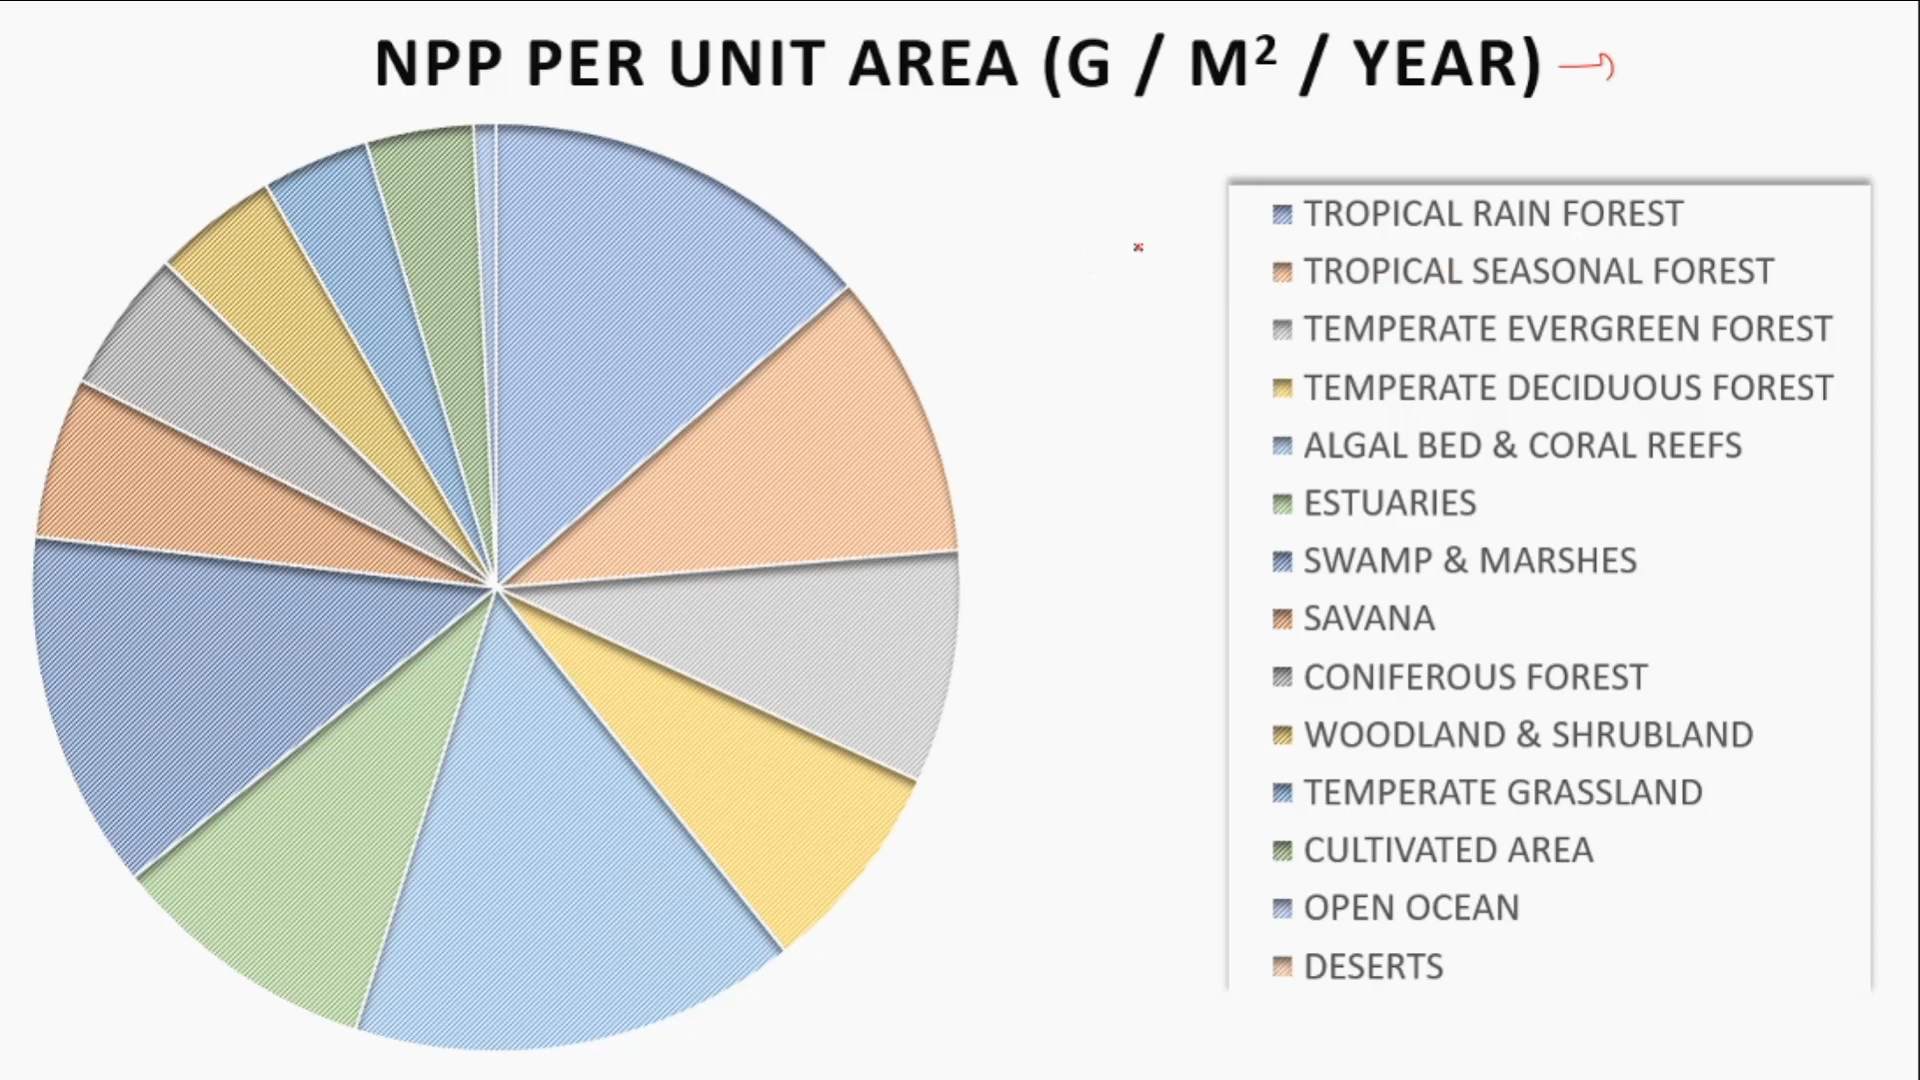 NPP PER UNIT AREA (G / M² / YEAR)
TROPICAL RAIN FOREST
TROPICAL SEASONAL FOREST
TEMPERATE EVERGREEN FOREST
TEMPERATE DECIDUOUS FOREST
ALGAL BED & CORAL REEFS
ESTUARIES
SWAMP & MARSHES
SAVANA
CONIFEROUS FOREST
WOODLAND & SHRUBLAND
TEMPERATE GRASSLAND
CULTIVATED AREA
OPEN OCEAN
DESERTS